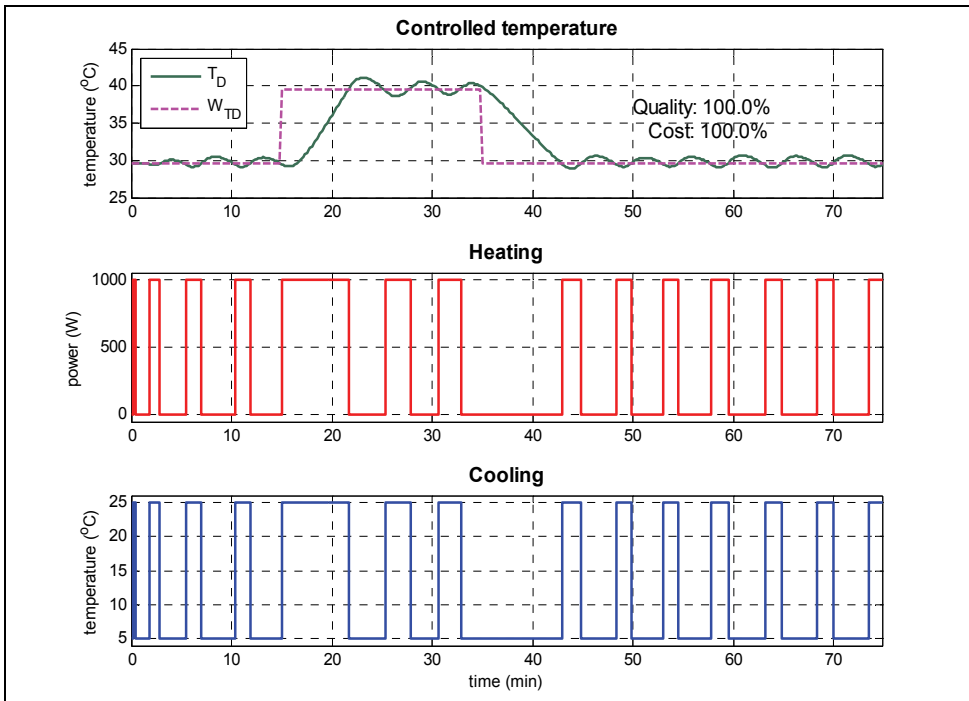 Controlled temperature
temperature (°C)
45
40
35
30
25
T_D
W_TD
Quality: 100.0%
Cost: 100.0%
0 10 20 30 40 50 60 70
Heating
power (W)
1000
500
0
0 10 20 30 40 50 60 70
Cooling
temperature (°C)
25
20
15
10
5
0 10 20 30 40 50 60 70
time (min)